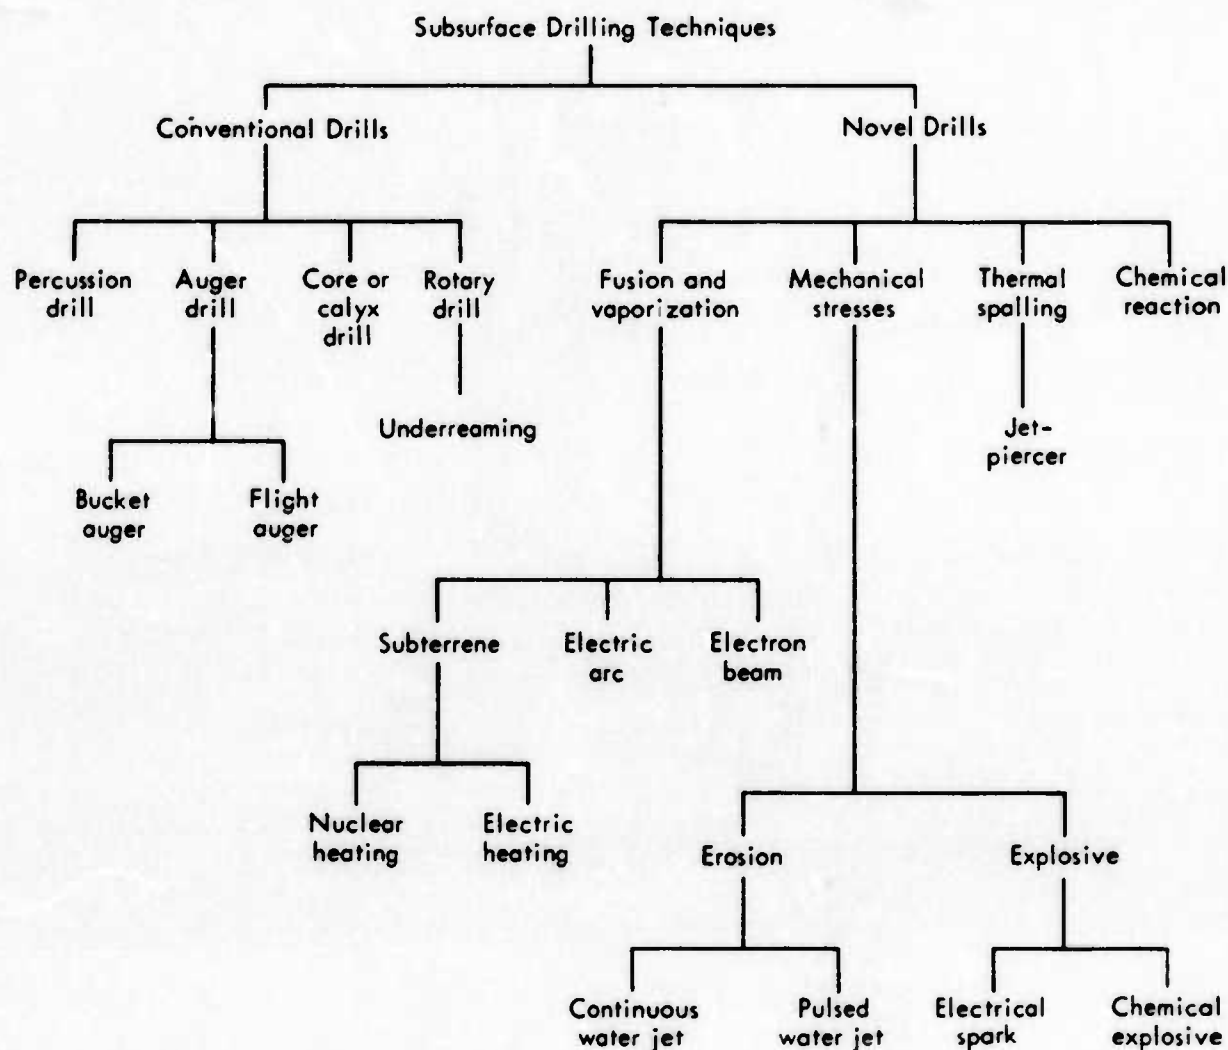 Subsurface Drilling Techniques
Conventional Drills
Novel Drills
Percussion
drill
Auger
drill
Core or
calyx
drill
Rotary
drill
Fusion and
vaporization
Mechanical
stresses
Thermal
spalling
Chemical
reaction
Underreaming
Jet-
piercer
Bucket
auger
Flight
auger
Subterrene
Electric
arc
Electron
beam
Nuclear
heating
Electric
heating
Erosion
Explosive
Continuous
water jet
Pulsed
water jet
Electrical
spark
Chemical
explosive